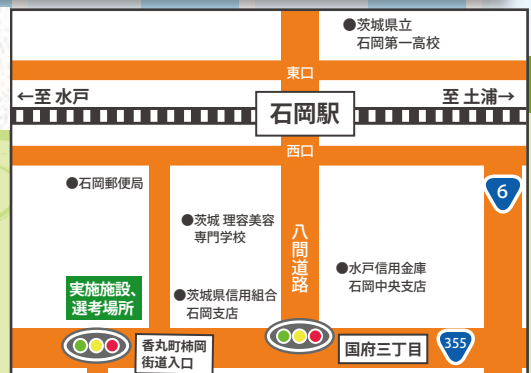 ●茨城県立
石岡第一高校
東口
←至 水戸
石岡駅
至 土浦→
西口
●石岡郵便局
6
●茨城 理容美容
専門学校
八間道路
●水戸信用金庫
石岡中央支店
実施施設、
選考場所
●茨城県信用組合
石岡支店
香丸町柿岡
街道入口
国府三丁目
355